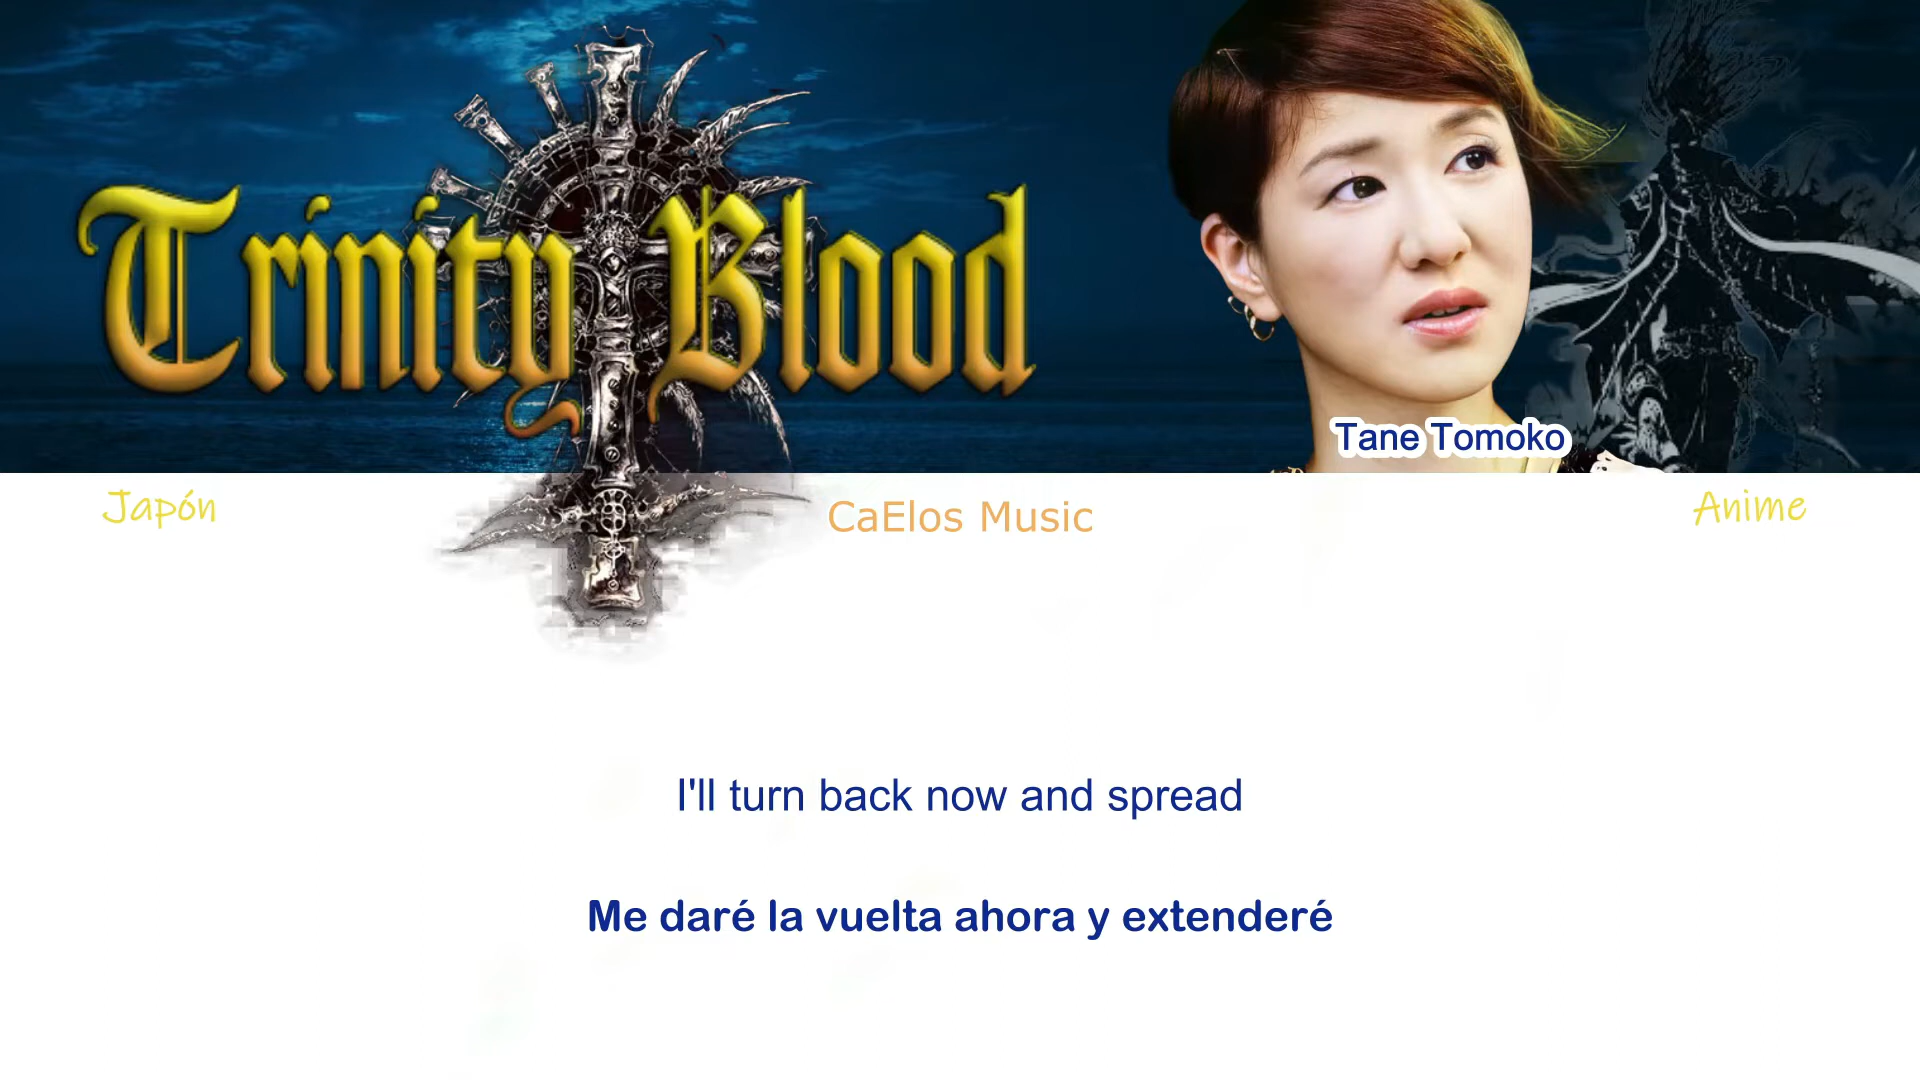 Trinity Blood
Tane Tomoko
Japón
CaElos Music
Anime
I'll turn back now and spread
Me daré la vuelta ahora y extenderé